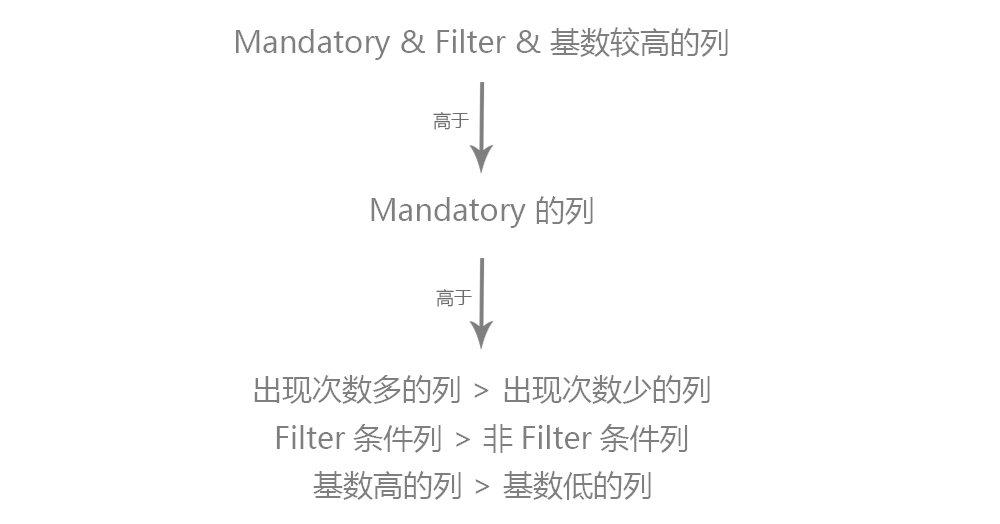 Mandatory & Filter & 基数较高的列
高于
Mandatory 的列
高于
出现次数多的列 > 出现次数少的列
Filter 条件列 > 非 Filter 条件列
基数高的列 > 基数低的列